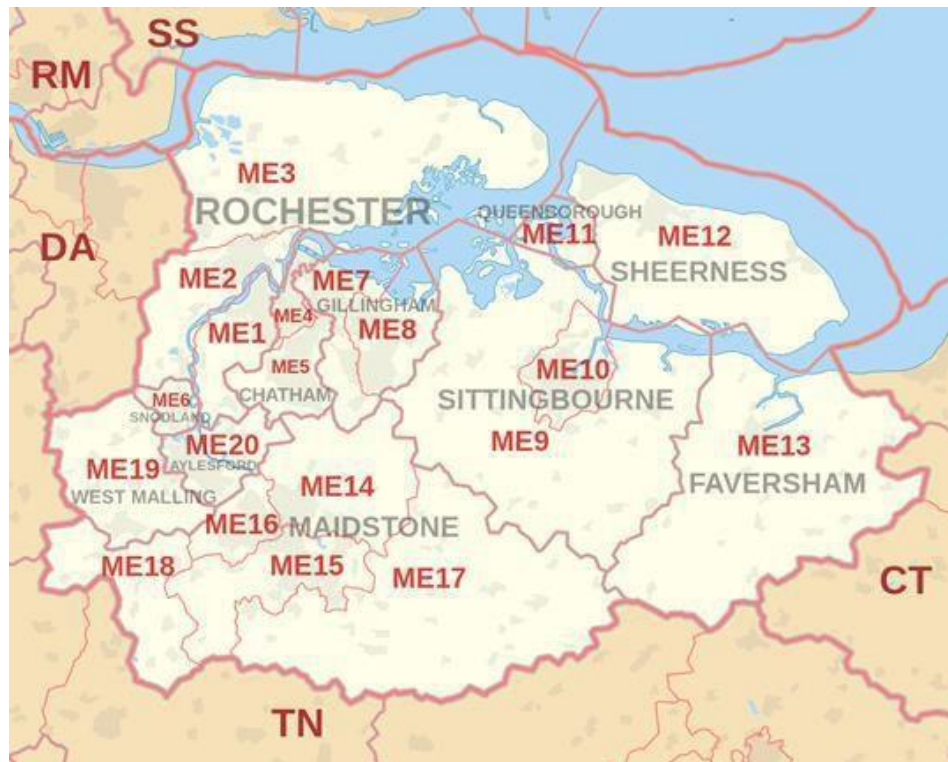 SS
RM
ME3
ROCHESTER
QUEENBOROUGH
ME11
ME12
SHEERNESS
DA
ME2
ME7
GILLINGHAM
ME4
ME1
ME8
ME5
CHATHAM
ME10
SITTINGBOURNE
ME6
SNODLAND
ME9
ME20
AYLESFORD
ME13
FAVERSHAM
ME19
WEST MALLING
ME14
ME16
MAIDSTONE
ME18
ME15
ME17
CT
TN